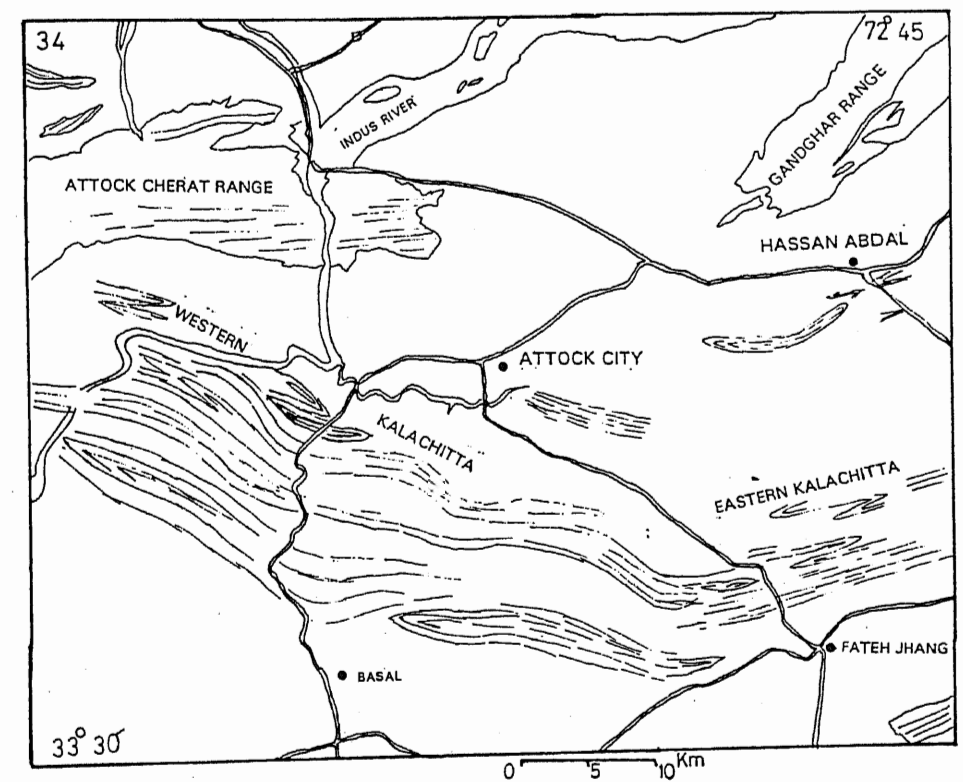 34
72° 45
INDUS RIVER
GANDGHAR RANGE
ATTOCK CHERAT RANGE
HASSAN ABDAL
WESTERN
ATTOCK CITY
KALACHITTA
EASTERN KALACHITTA
FATEH JHANG
BASAL
33° 30′
0 5 10 Km